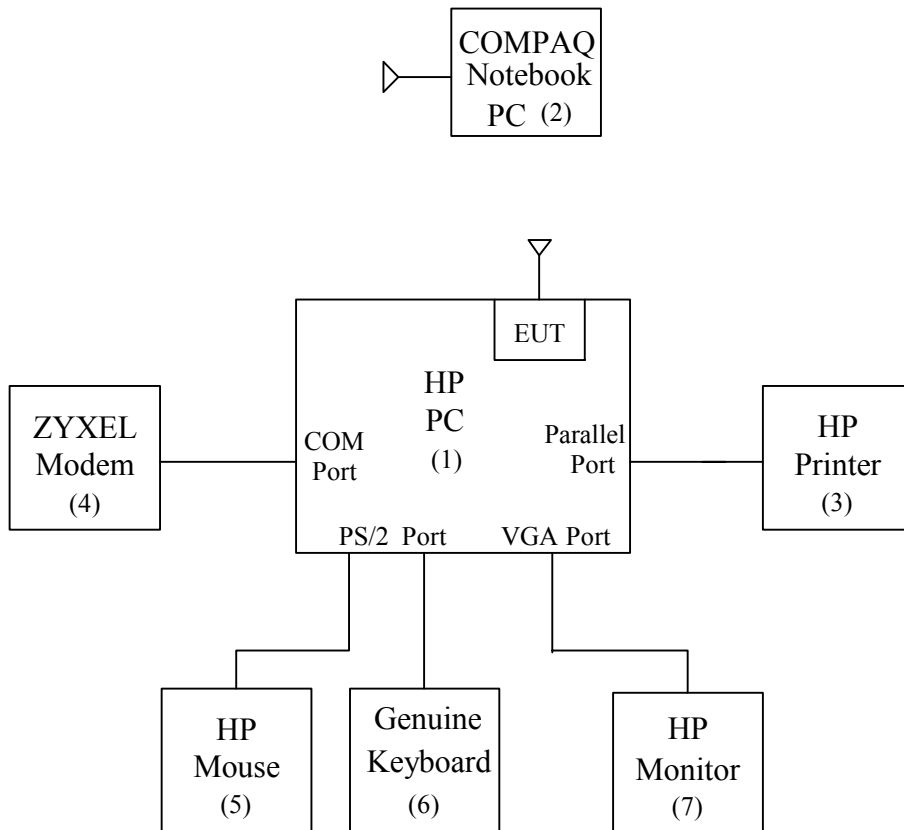 COMPAQ
Notebook
PC (2)
EUT
HP
PC
(1)
COM
Port
Parallel
Port
PS/2 Port
VGA Port
ZYXEL
Modem
(4)
HP
Printer
(3)
HP
Mouse
(5)
Genuine
Keyboard
(6)
HP
Monitor
(7)